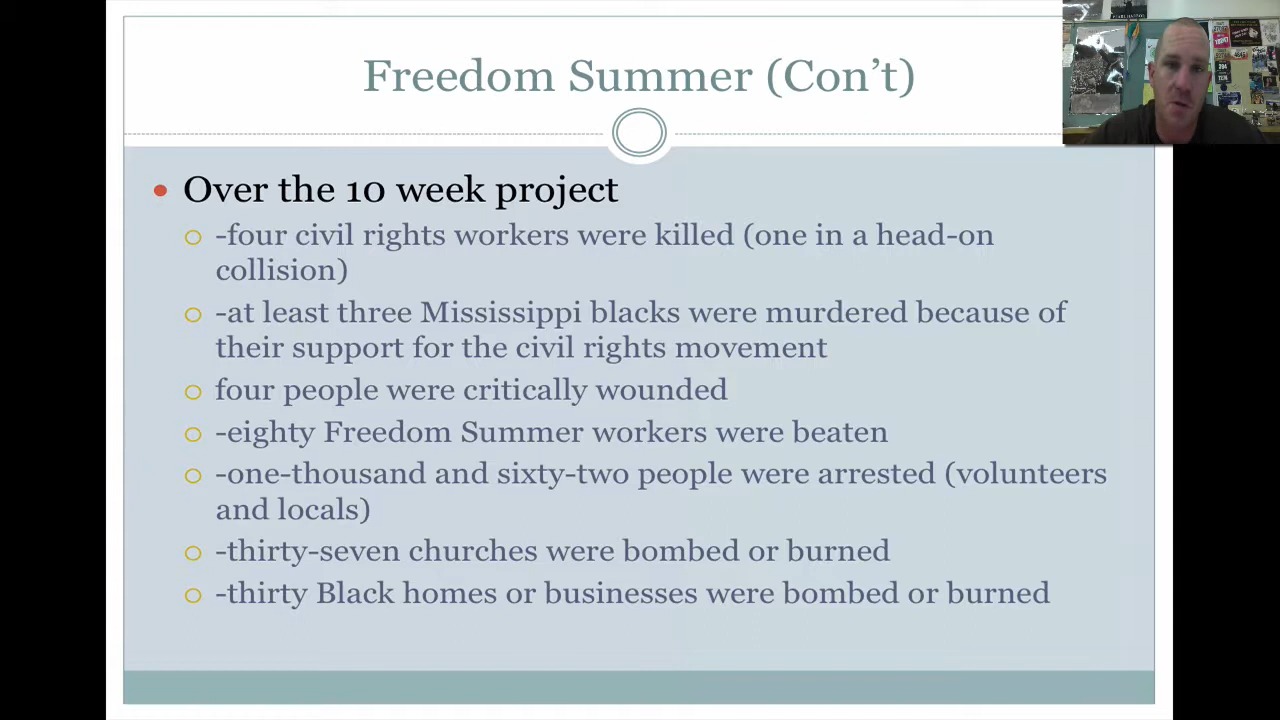 Freedom Summer (Con’t)
Over the 10 week project
-four civil rights workers were killed (one in a head-on
collision)
-at least three Mississippi blacks were murdered because of
their support for the civil rights movement
four people were critically wounded
-eighty Freedom Summer workers were beaten
-one-thousand and sixty-two people were arrested (volunteers
and locals)
-thirty-seven churches were bombed or burned
-thirty Black homes or businesses were bombed or burned